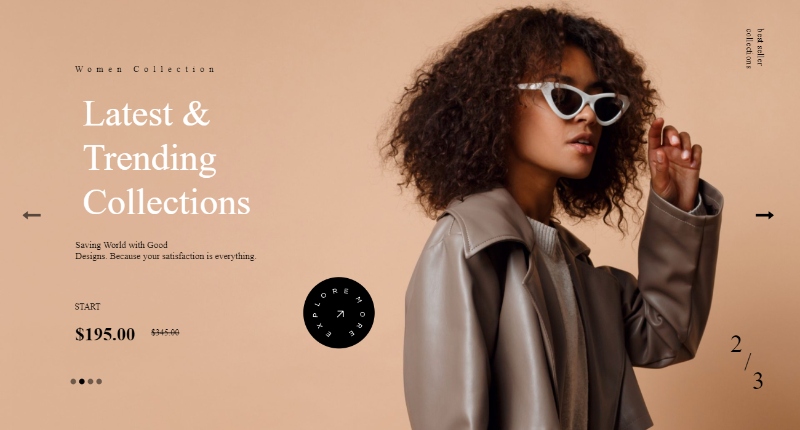 Women Collection
Latest &
Trending
Collections
Saving World with Good
Designs. Because your satisfaction is everything.
START
$195.00 $345.00
EXPLORE MORE
best seller
collections
2
/
3